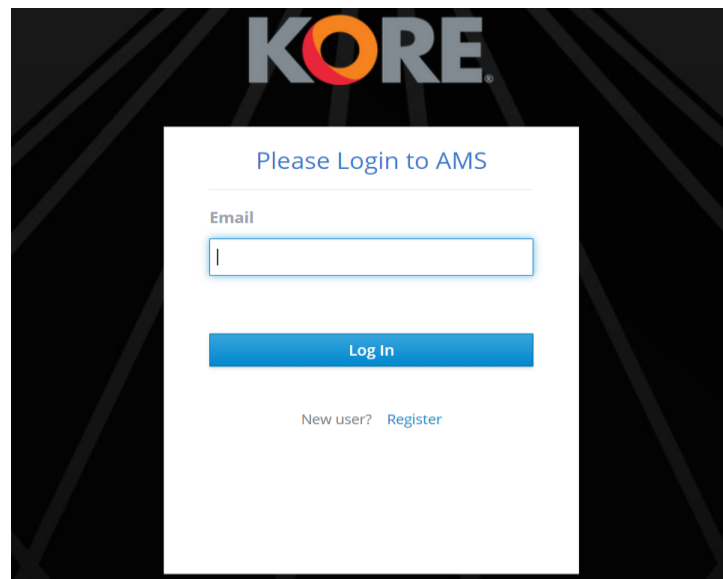 KORE®
Please Login to AMS
Email
Log In
New user? Register